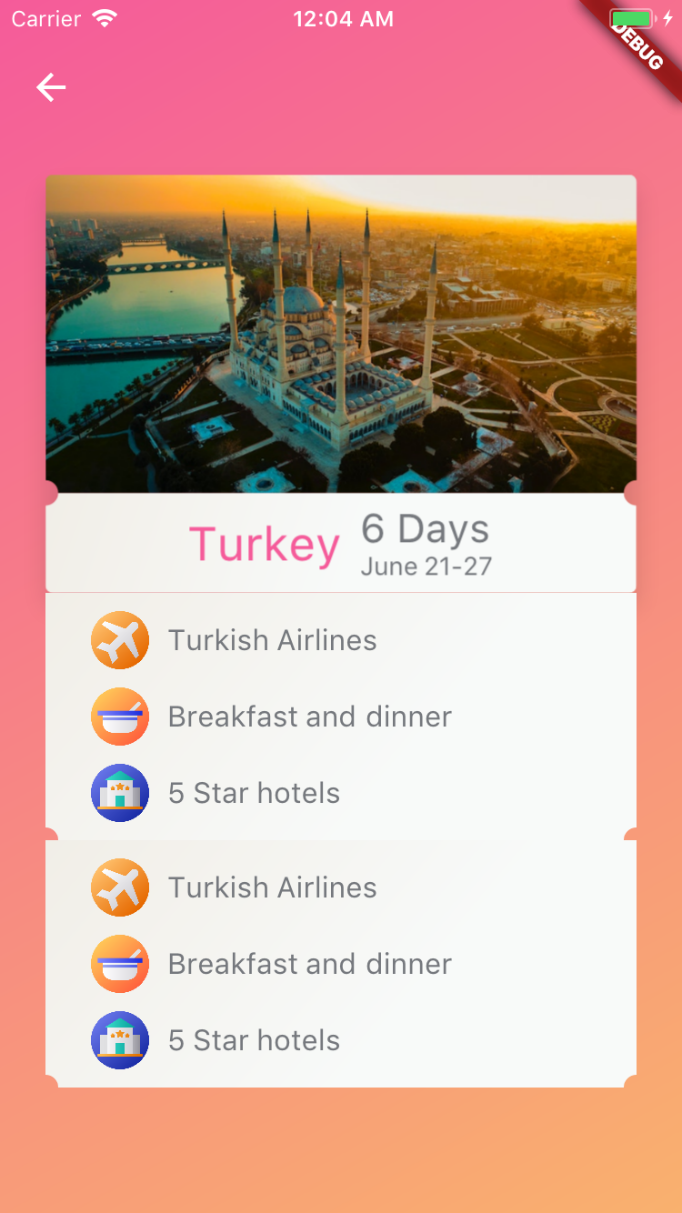 Carrier 12:04 AM
DEBUG
Turkey
6 Days
June 21-27
Turkish Airlines
Breakfast and dinner
5 Star hotels
Turkish Airlines
Breakfast and dinner
5 Star hotels